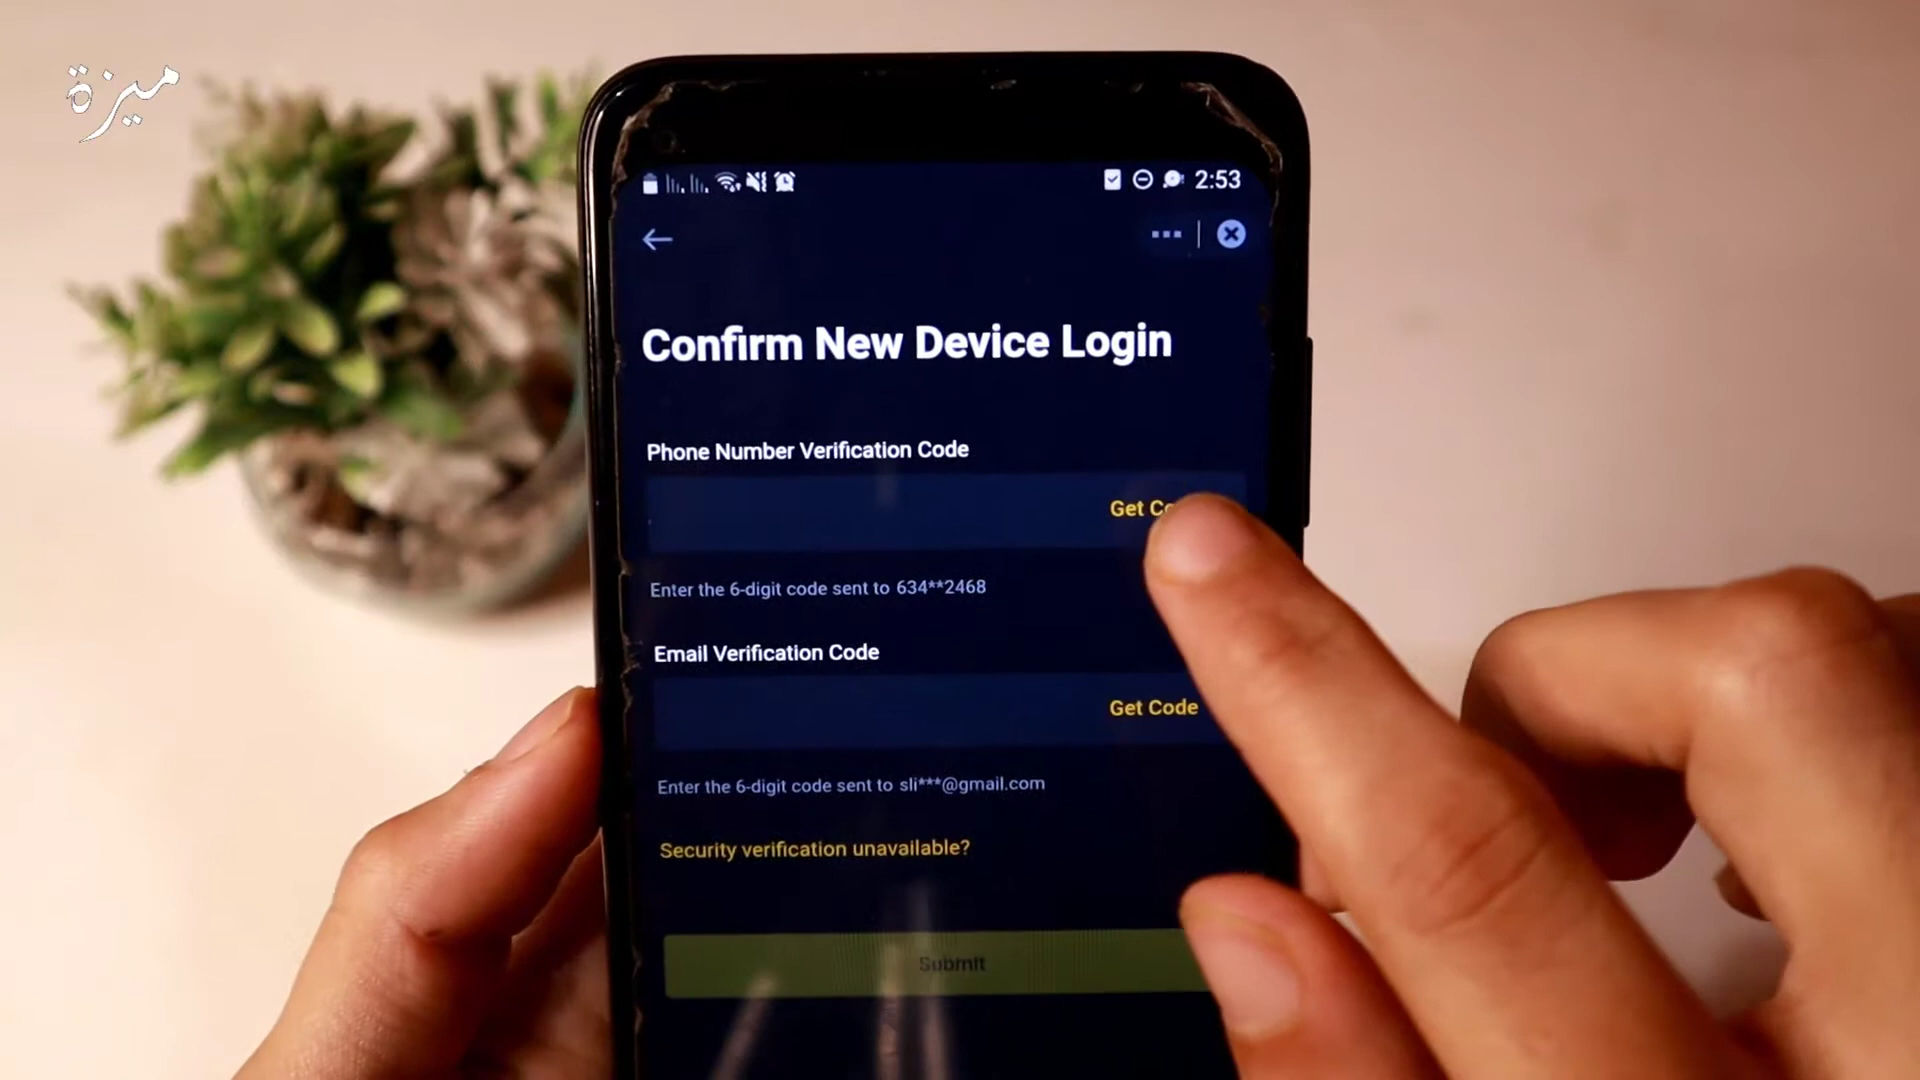 ميزة
2:53
Confirm New Device Login
Phone Number Verification Code
Get Co
Enter the 6-digit code sent to 634**2468
Email Verification Code
Get Code
Enter the 6-digit code sent to sli***@gmail.com
Security verification unavailable?
Submit